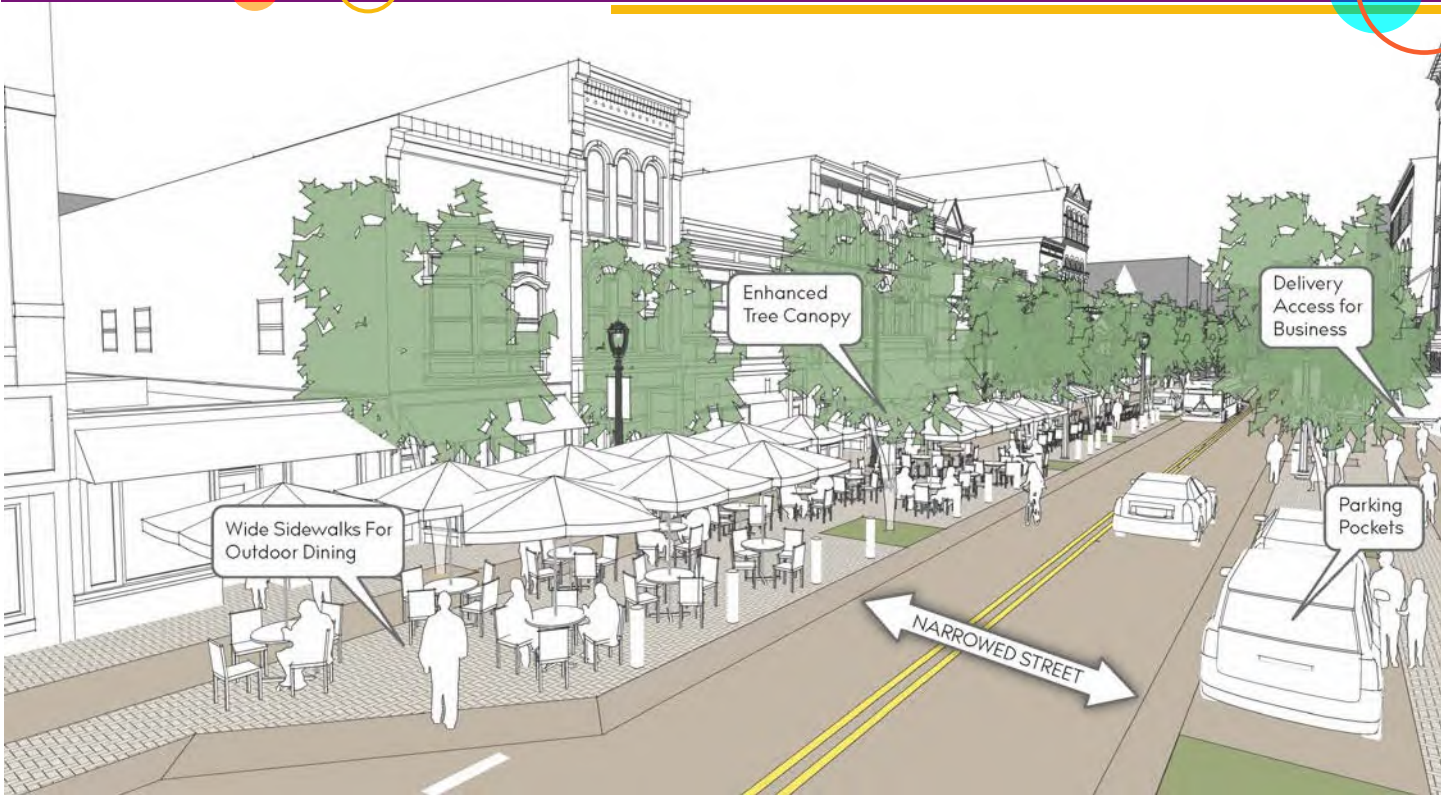 Enhanced
Tree Canopy
Delivery
Access for
Business
Wide Sidewalks For
Outdoor Dining
Parking
Pockets
NARROWED STREET